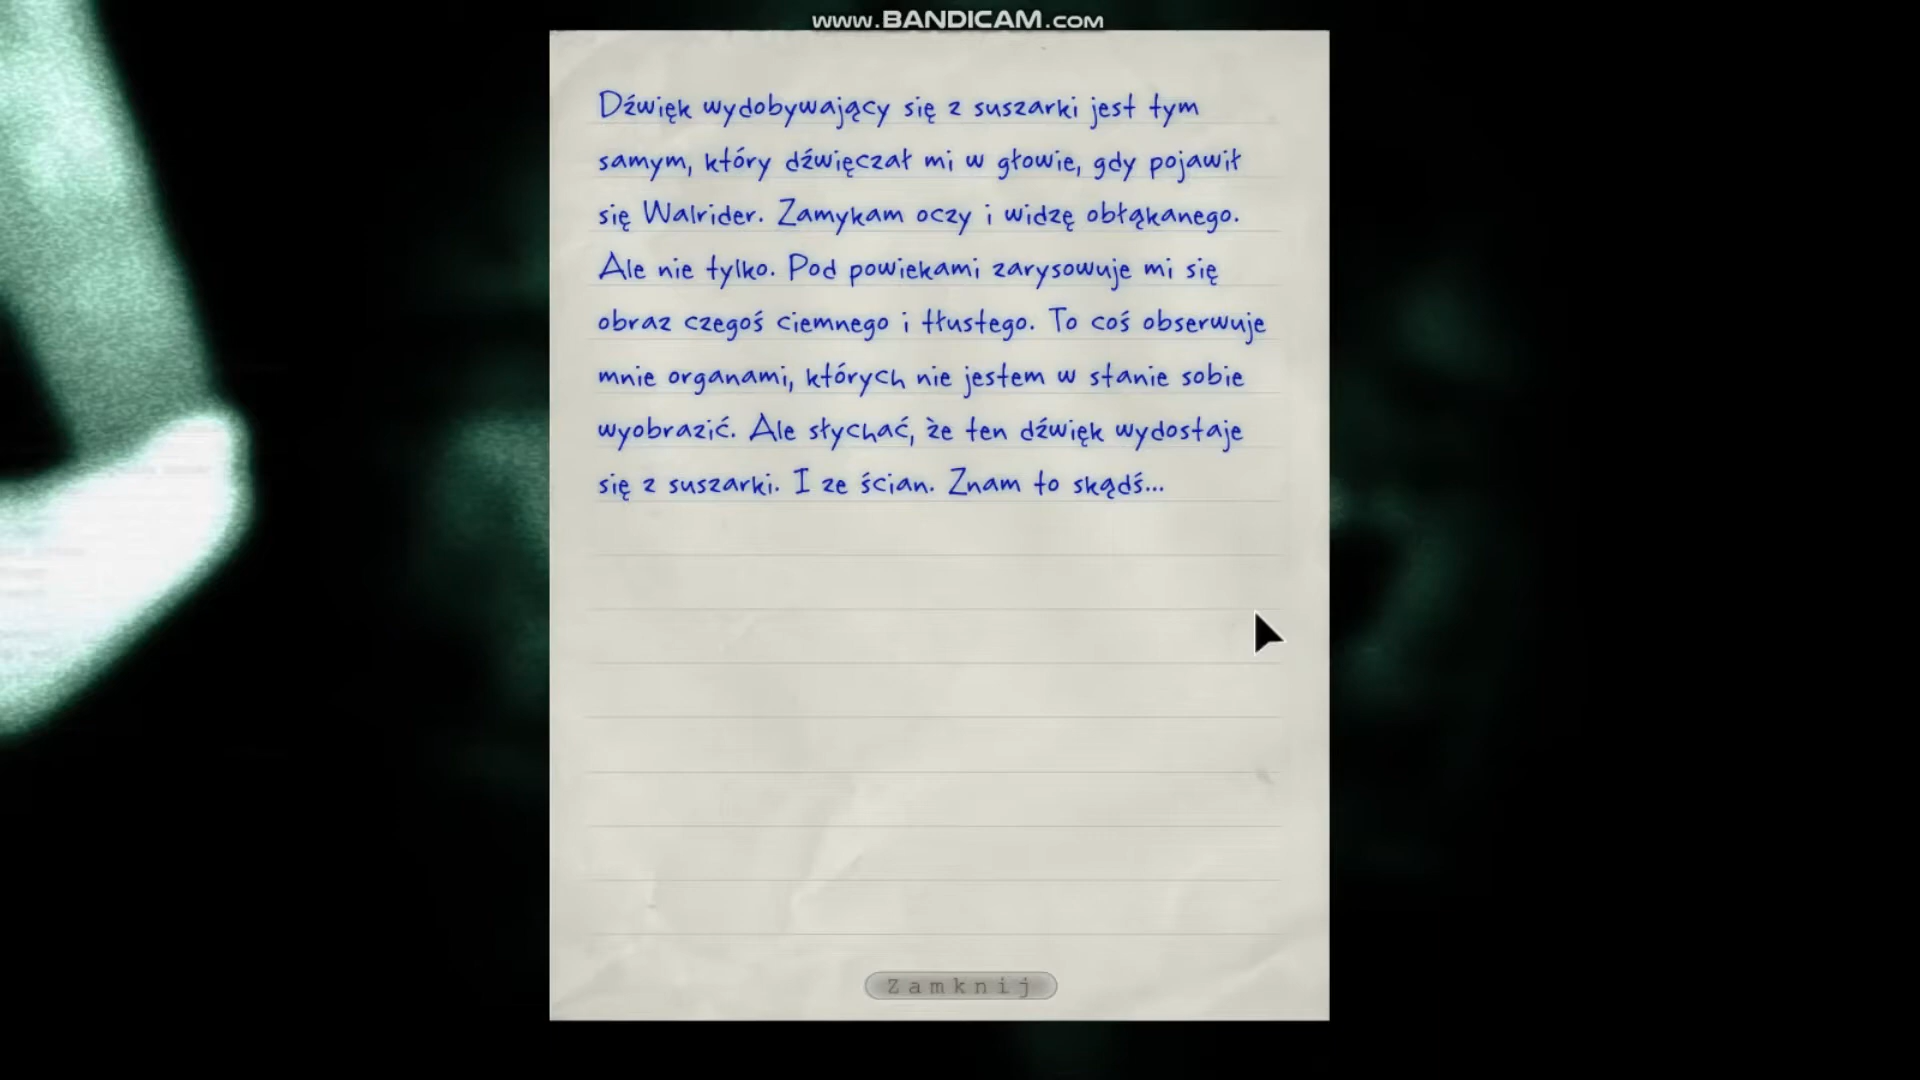 www.BANDICAM.com
Dźwięk wydobywający się z suszarki jest tym
samym, który dźwięczał mi w głowie, gdy pojawił
się Walrider. Zamykam oczy i widzę obłąkanego.
Ale nie tylko. Pod powiekami zarysowuje mi się
obraz czegoś ciemnego i tłustego. To coś obserwuje
mnie organami, których nie jestem w stanie sobie
wyobrazić. Ale słychać, że ten dźwięk wydostaje
się z suszarki. I ze ścian. Znam to skądś...
Zamknij